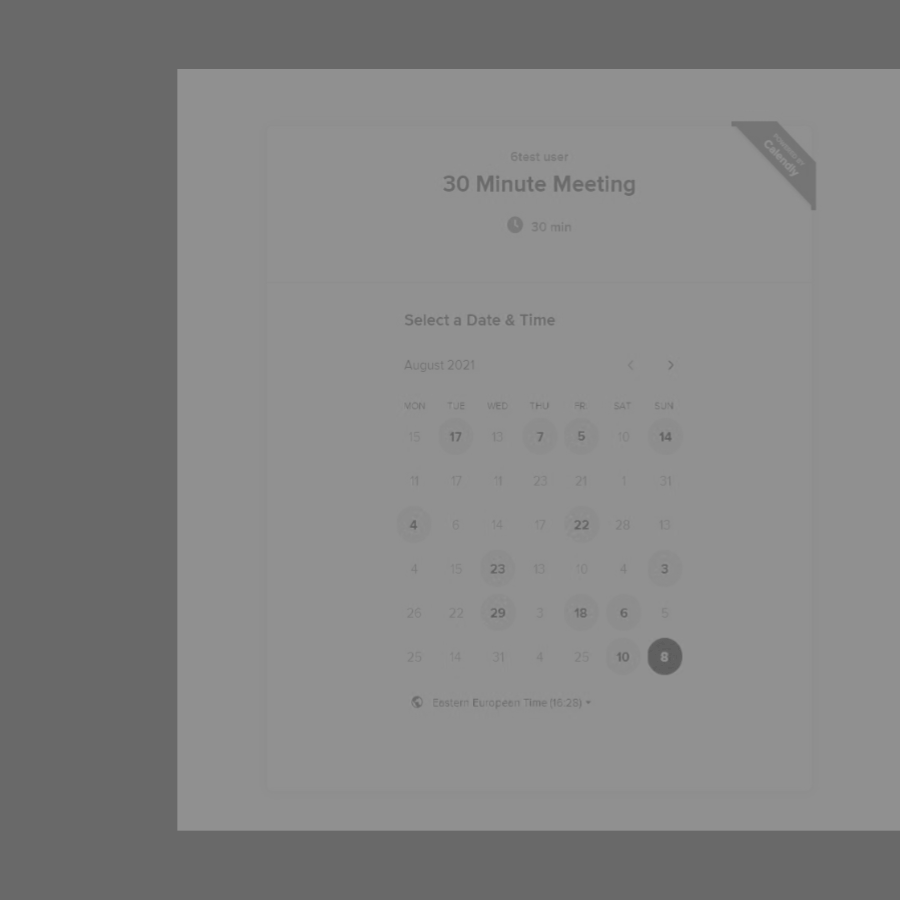 POWERED BY
Calendly
6test user
30 Minute Meeting
30 min
Select a Date & Time
August 2021
MON TUE WED THU FRI SAT SUN
15 17 13 7 5 10 14
11 17 11 23 21 1 31
4 6 14 17 22 28 13
4 15 23 13 10 4 3
26 22 29 3 18 6 5
25 14 31 4 25 10 8
Eastern European Time (16:28)